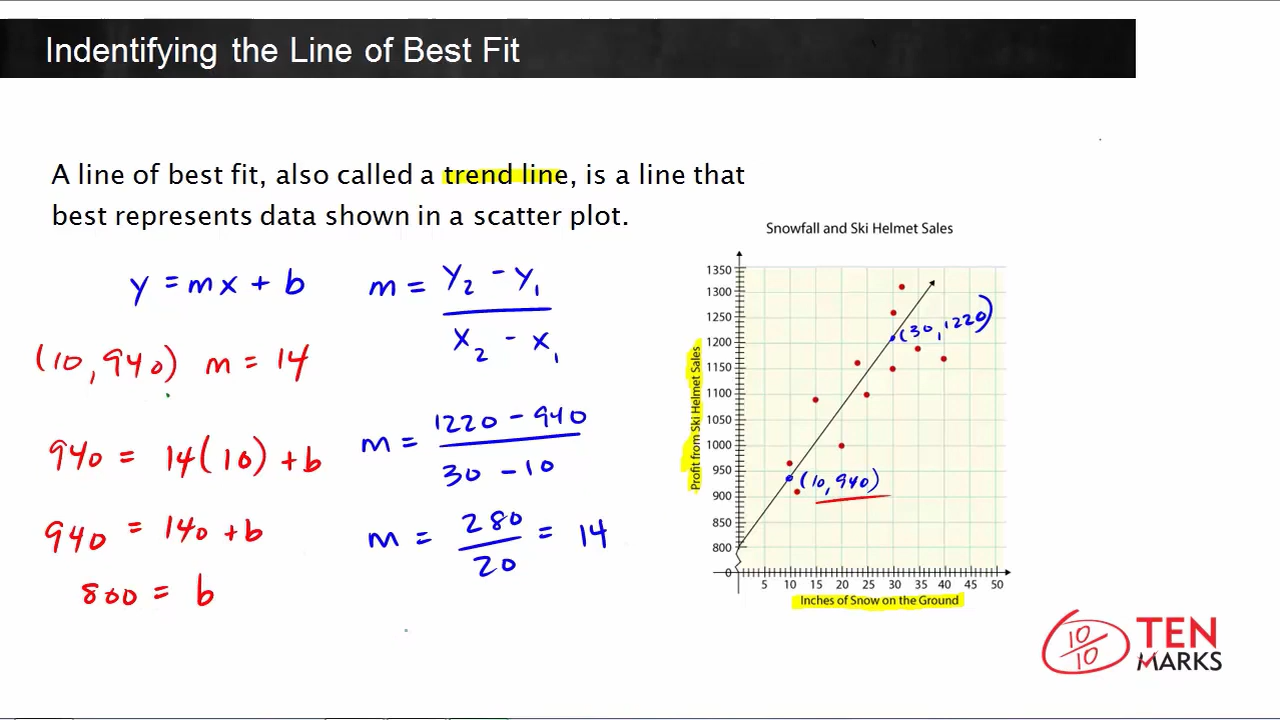 Indentifying the Line of Best Fit
A line of best fit, also called a trend line, is a line that
best represents data shown in a scatter plot.
y = mx + b
(10, 940) m = 14
940 = 14(10) + b
940 = 140 + b
800 = b
m = y₂ - y₁
x₂ - x₁
m = 1220 - 940
30 - 10
m = 280 = 14
20
Snowfall and Ski Helmet Sales
Profit from Ski Helmet Sales
1350
1300
1250
1200
1150
1100
1050
1000
950
900
850
800
0
(30, 1220)
(10, 940)
5 10 15 20 25 30 35 40 45 50
Inches of Snow on the Ground
10
10
TEN
MARKS